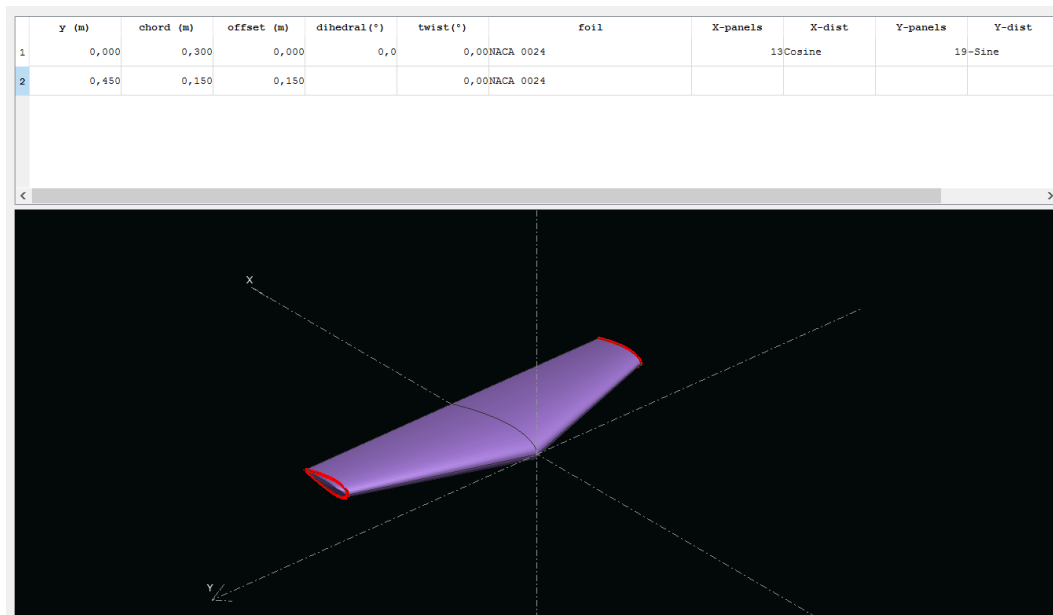 y (m) chord (m) offset (m) dihedral(°) twist(°) foil X-panels X-dist Y-panels Y-dist
1 0,000 0,300 0,000 0,0 0,00 NACA 0024 13 Cosine 19 -Sine
2 0,450 0,150 0,150 0,00 NACA 0024
X
Y